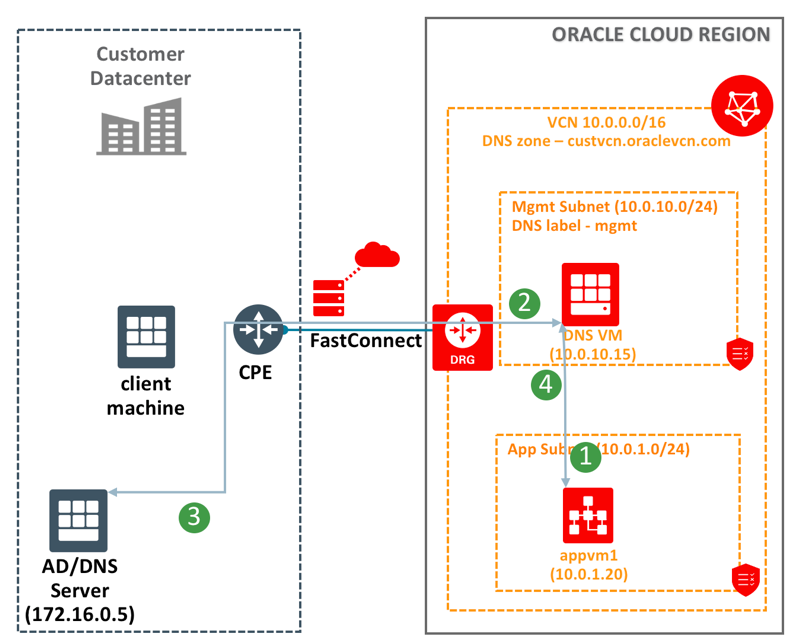 Customer
Datacenter
ORACLE CLOUD REGION
VCN 10.0.0.0/16
DNS zone – custvcn.oraclevcn.com
Mgmt Subnet (10.0.10.0/24)
DNS label - mgmt
2
DNS VM
(10.0.10.15)
FastConnect
DRG
CPE
client
machine
4
App Subnet (10.0.1.0/24)
1
3
appvm1
(10.0.1.20)
AD/DNS
Server
(172.16.0.5)